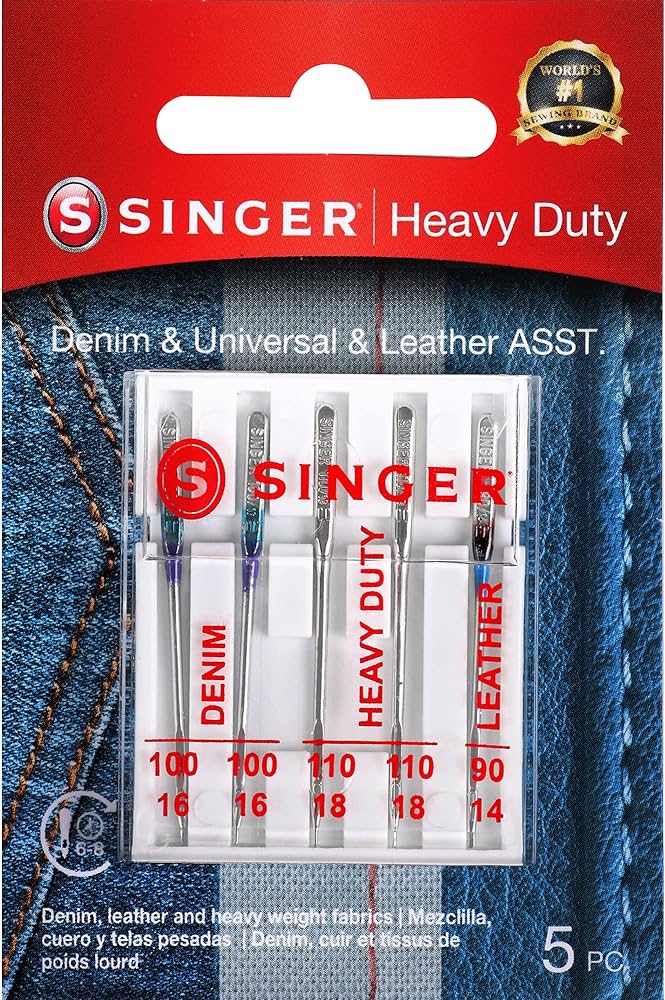 WORLD'S
#1
SEWING BRAND
S SINGER® | Heavy Duty
Denim & Universal & Leather ASST.
S SINGER®
DENIM
HEAVY DUTY
LEATHER
100 100 110 110 90
16 16 18 18 14
6-8
Denim, leather and heavy weight fabrics | Mezclilla,
cuero y telas pesadas | Denim, cuir et tissus de
poids lourd
5 PC.